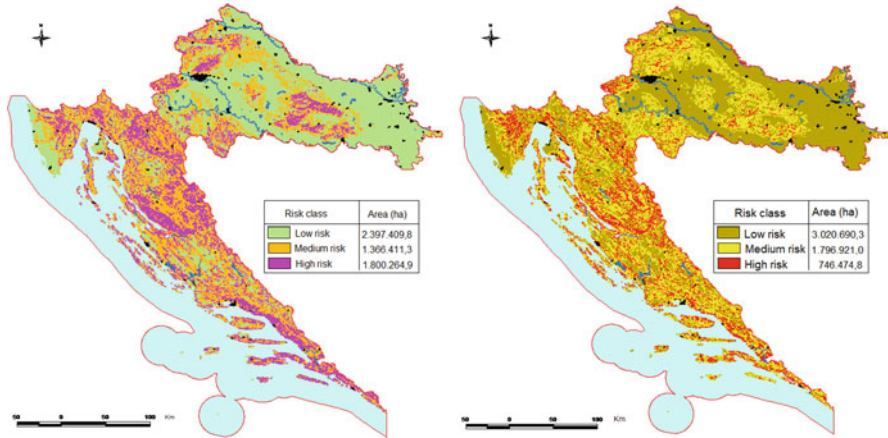 N
N
Risk class Area (ha)
Low risk 2.397.409,8
Medium risk 1.366.411,3
High risk 1.800.264,9
Risk class Area (ha)
Low risk 3.020.690,3
Medium risk 1.796.921,0
High risk 746.474,8
50 0 50 100 Km
50 0 50 100 Km